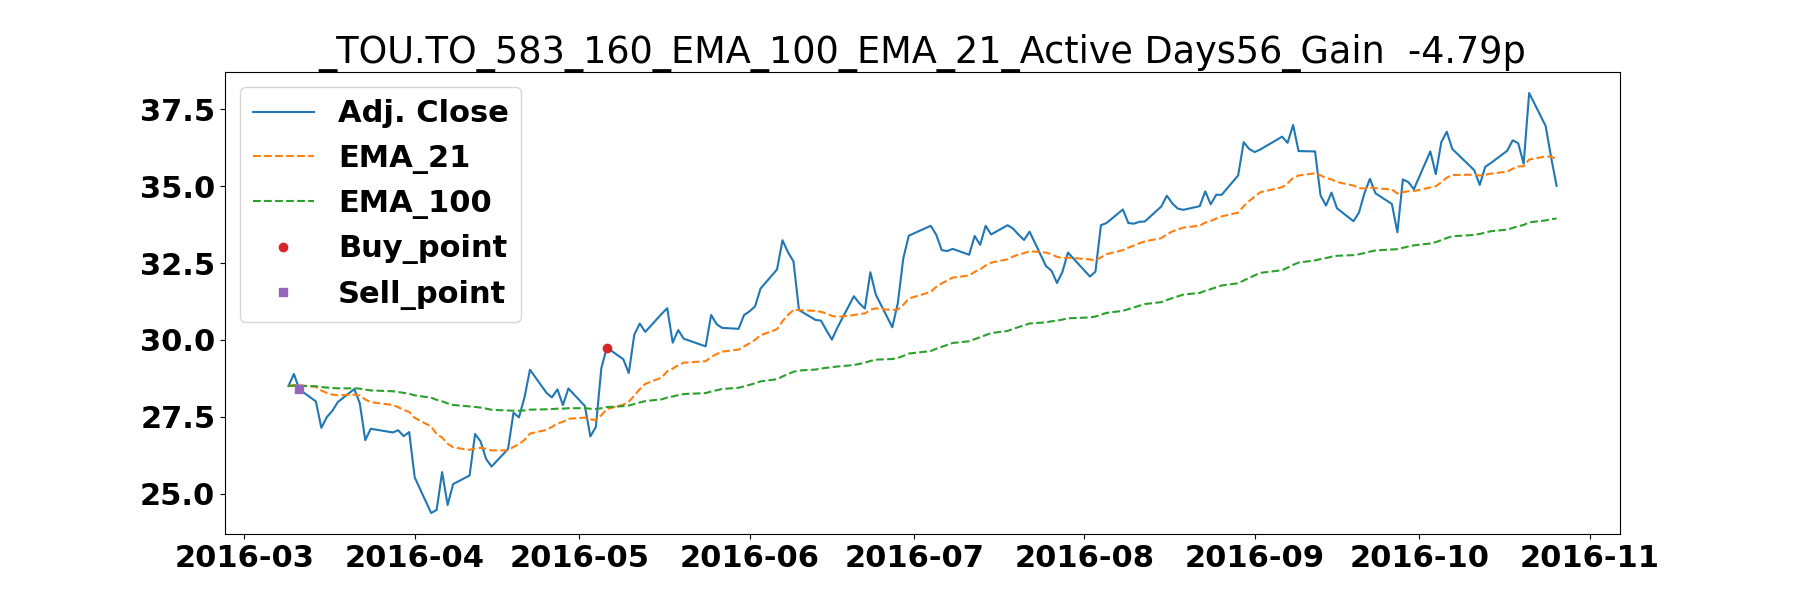 _TOU.TO_583_160_EMA_100_EMA_21_Active Days56_Gain  -4.79p
37.5
35.0
32.5
30.0
27.5
25.0
Adj. Close
EMA_21
EMA_100
Buy_point
Sell_point
2016-03 2016-04 2016-05 2016-06 2016-07 2016-08 2016-09 2016-10 2016-11